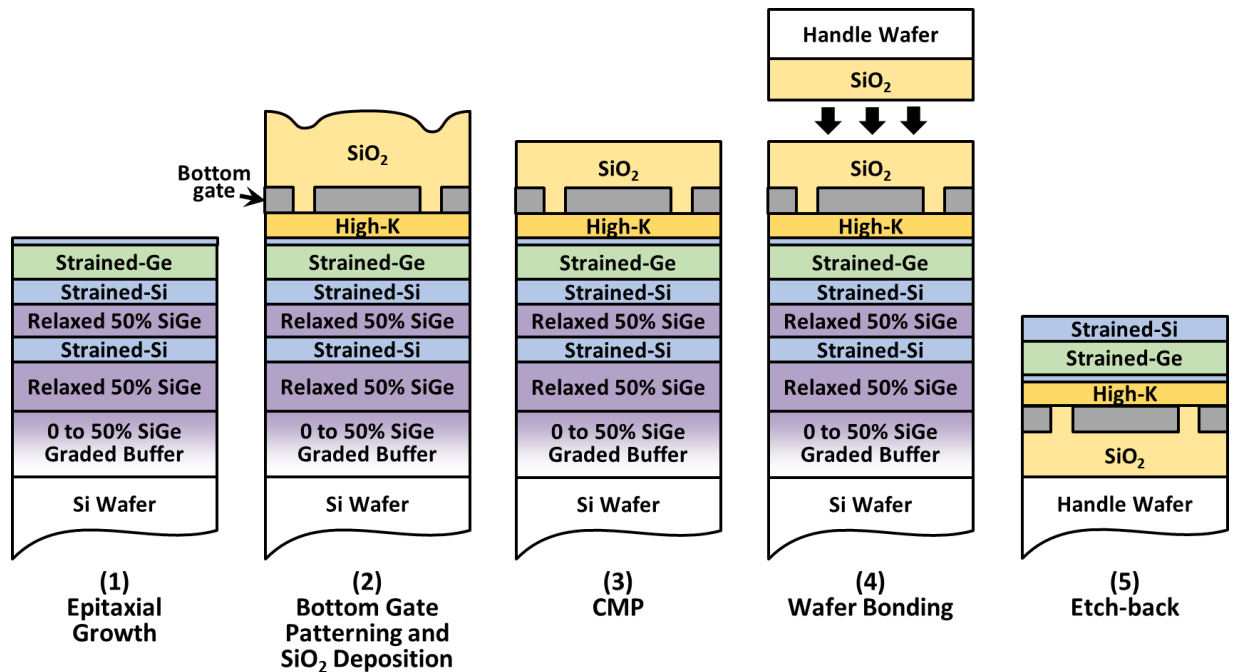 Strained-Ge
Strained-Si
Relaxed 50% SiGe
Strained-Si
Relaxed 50% SiGe
0 to 50% SiGe
Graded Buffer
Si Wafer
(1)
Epitaxial
Growth
SiO₂
Bottom
gate
High-K
Strained-Ge
Strained-Si
Relaxed 50% SiGe
Strained-Si
Relaxed 50% SiGe
0 to 50% SiGe
Graded Buffer
Si Wafer
(2)
Bottom Gate
Patterning and
SiO₂ Deposition
SiO₂
High-K
Strained-Ge
Strained-Si
Relaxed 50% SiGe
Strained-Si
Relaxed 50% SiGe
0 to 50% SiGe
Graded Buffer
Si Wafer
(3)
CMP
Handle Wafer
SiO₂
SiO₂
High-K
Strained-Ge
Strained-Si
Relaxed 50% SiGe
Strained-Si
Relaxed 50% SiGe
0 to 50% SiGe
Graded Buffer
Si Wafer
(4)
Wafer Bonding
Strained-Si
Strained-Ge
High-K
SiO₂
Handle Wafer
(5)
Etch-back